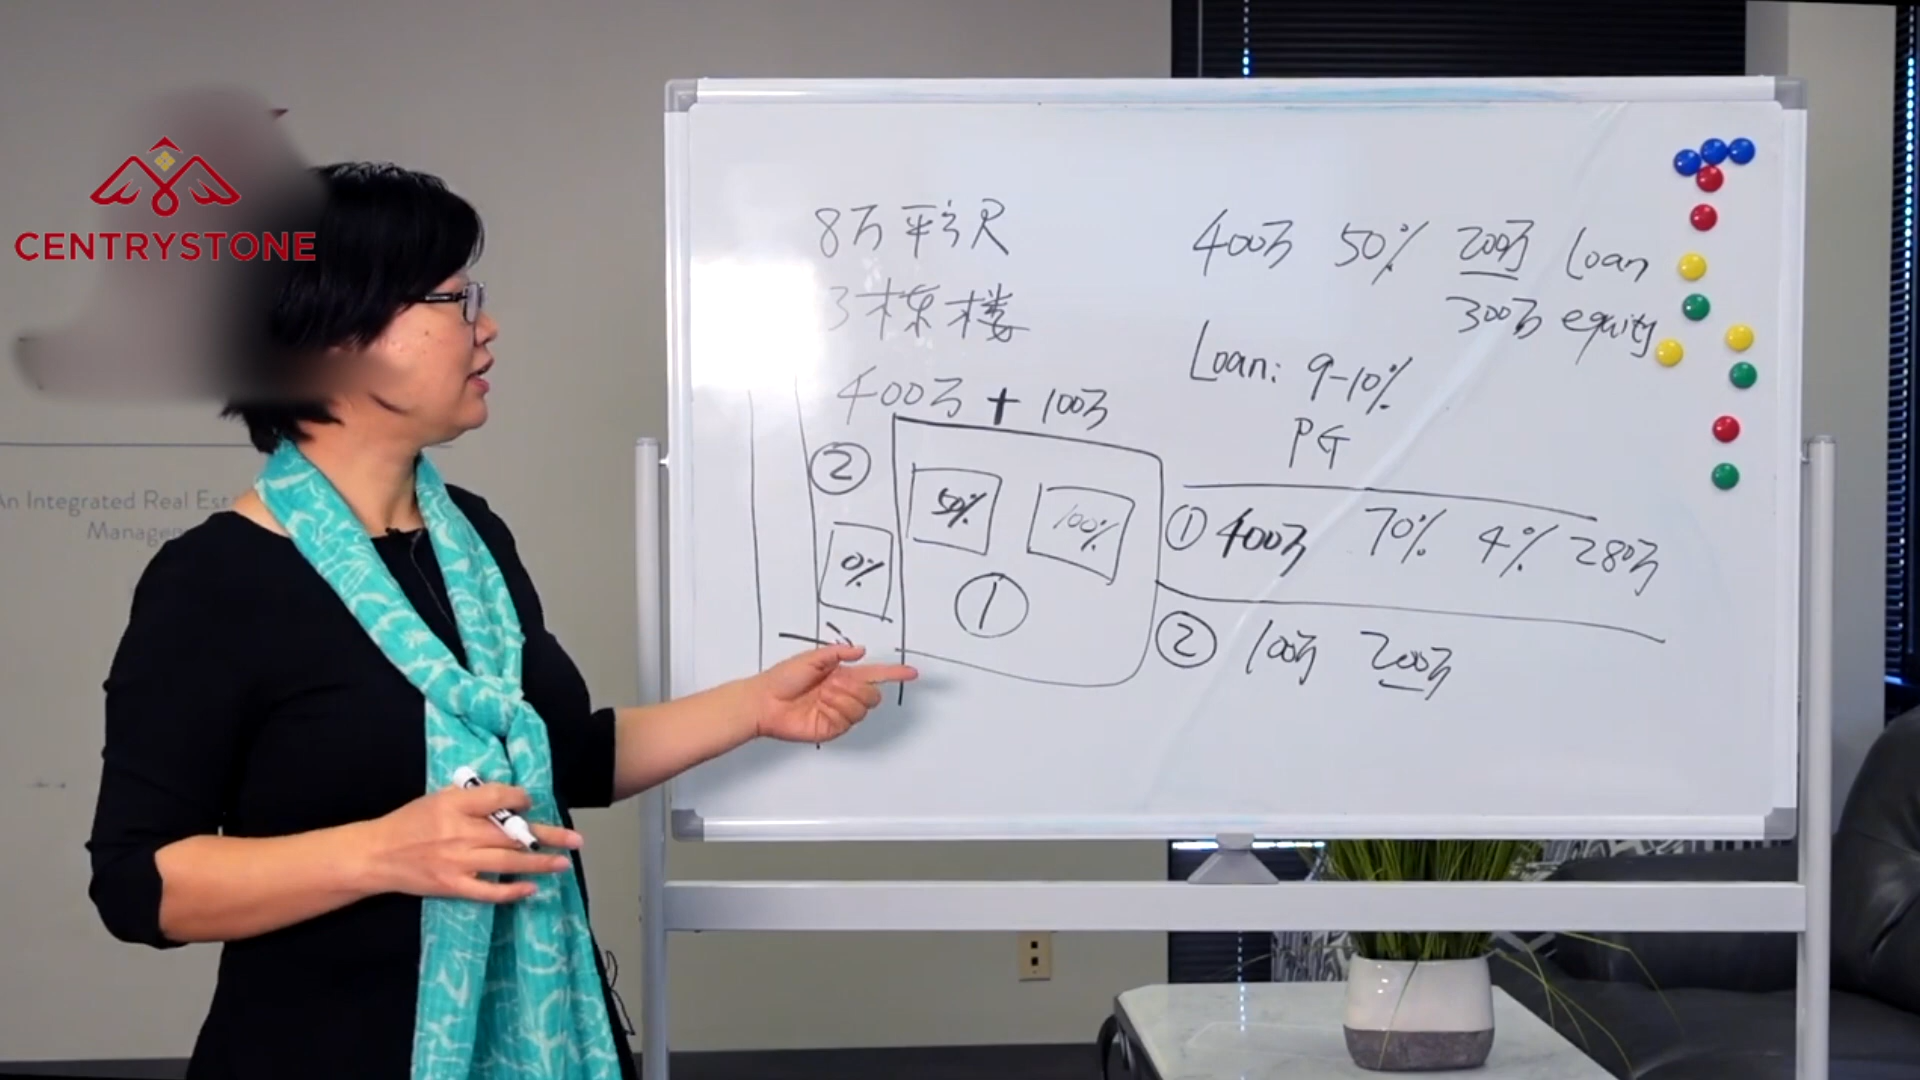 CENTRYSTONE
An Integrated Real Est
Managem
8万平方尺
3栋楼
400万 + 100万
②
50%
100%
0%
①
400万 50% 200万 Loan
300万 equity
Loan: 9-10%
PG
① 400万 70% 4% 280万
② 100万 200万